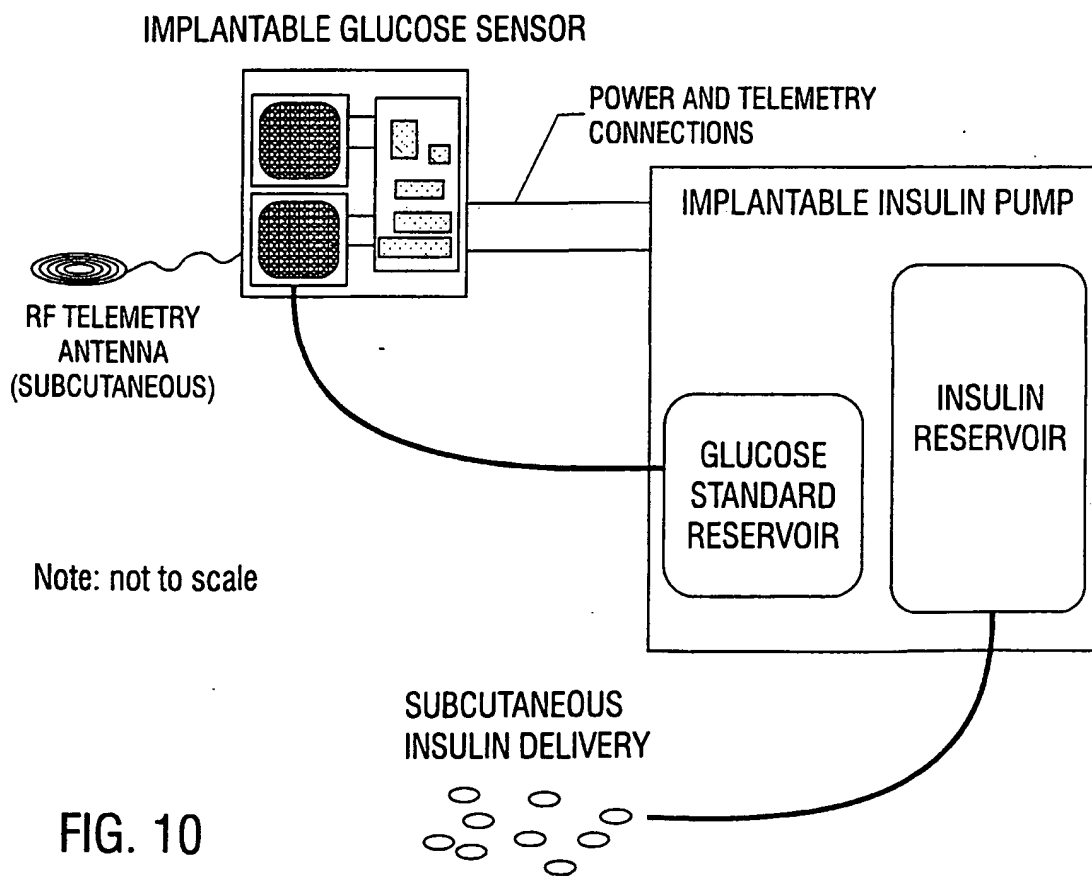 IMPLANTABLE GLUCOSE SENSOR
POWER AND TELEMETRY
CONNECTIONS
IMPLANTABLE INSULIN PUMP
RF TELEMETRY
ANTENNA
(SUBCUTANEOUS)
INSULIN
RESERVOIR
GLUCOSE
STANDARD
RESERVOIR
Note: not to scale
SUBCUTANEOUS
INSULIN DELIVERY
FIG. 10